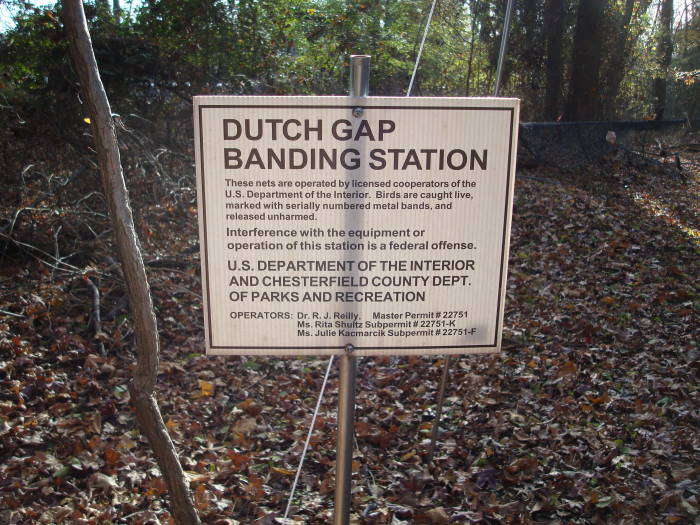 DUTCH GAP
BANDING STATION
These nets are operated by licensed cooperators of the
U.S. Department of the Interior. Birds are caught live,
marked with serially numbered metal bands, and
released unharmed.
Interference with the equipment or
operation of this station is a federal offense.
U.S. DEPARTMENT OF THE INTERIOR
AND CHESTERFIELD COUNTY DEPT.
OF PARKS AND RECREATION
OPERATORS: Dr. R. J. Reilly, Master Permit # 22751
Ms. Rita Shultz Subpermit # 22751-K
Ms. Julie Kacmarcik Subpermit # 22751-F